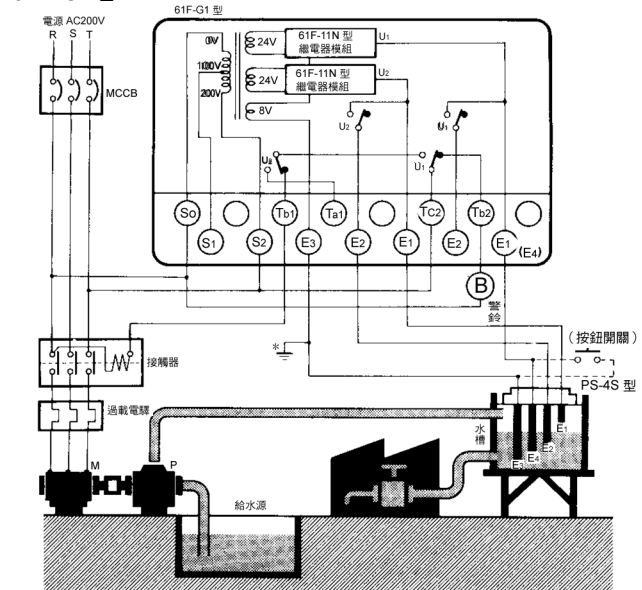 61F-G1 型
電源 AC200V
R S T
MCCB
0V
100V
200V
24V
24V
8V
61F-11N 型
繼電器模組
U1
61F-11N 型
繼電器模組
U2
U2
U1
U2
U1
So
Tb1
Ta1
TC2
Tb2
S1
S2
E3
E2
E1
E2
E1
(E4)
B
警鈴
*
(按鈕開關)
PS-4S 型
接觸器
過載電驛
M
P
水槽
E1
E2
E4
E3
給水源